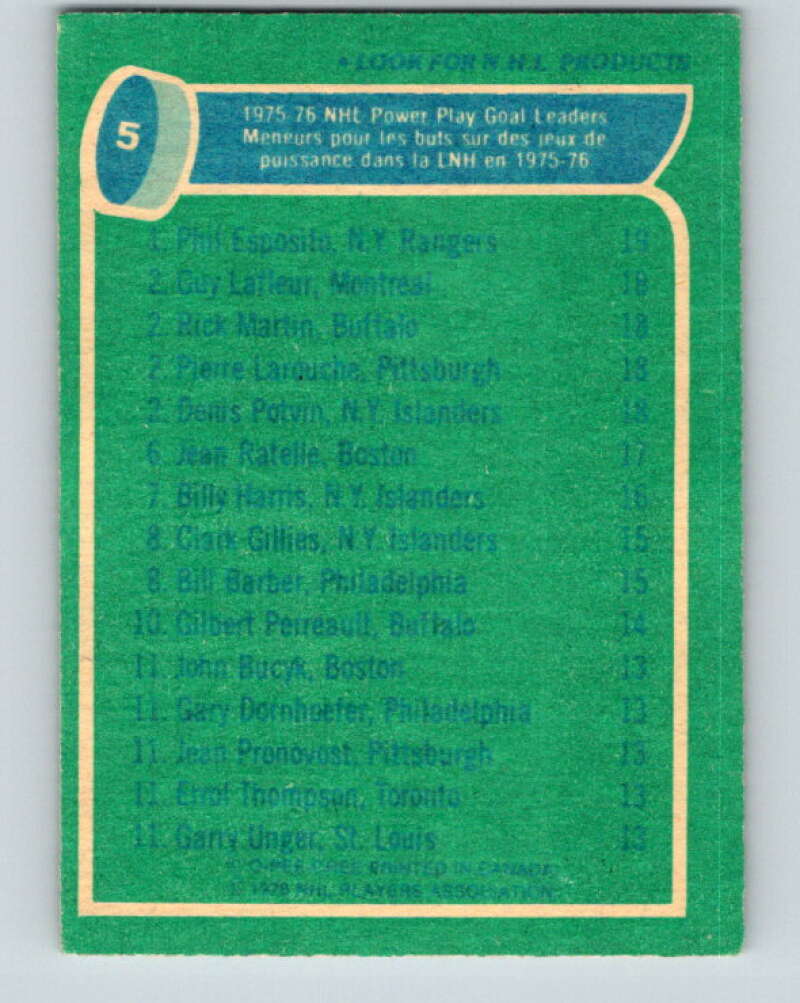 ★ LOOK FOR N.H.L. PRODUCTS
5
1975-76 NHL Power Play Goal Leaders
Meneurs pour les buts sur des jeux de
puissance dans la LNH en 1975-76
1. Phil Esposito, N.Y. Rangers 19
2. Guy Lafleur, Montreal 18
2. Rick Martin, Buffalo 18
2. Pierre Larouche, Pittsburgh 18
2. Denis Potvin, N.Y. Islanders 18
6. Jean Ratelle, Boston 17
7. Billy Harris, N.Y. Islanders 16
8. Clark Gillies, N.Y. Islanders 15
8. Bill Barber, Philadelphia 15
10. Gilbert Perreault, Buffalo 14
11. John Bucyk, Boston 13
11. Gary Dornhoefer, Philadelphia 13
11. Jean Pronovost, Pittsburgh 13
11. Errol Thompson, Toronto 13
11. Garry Unger, St. Louis 13
© O-PEE-CHEE PRINTED IN CANADA
© 1976 NHL PLAYERS ASSOCIATION